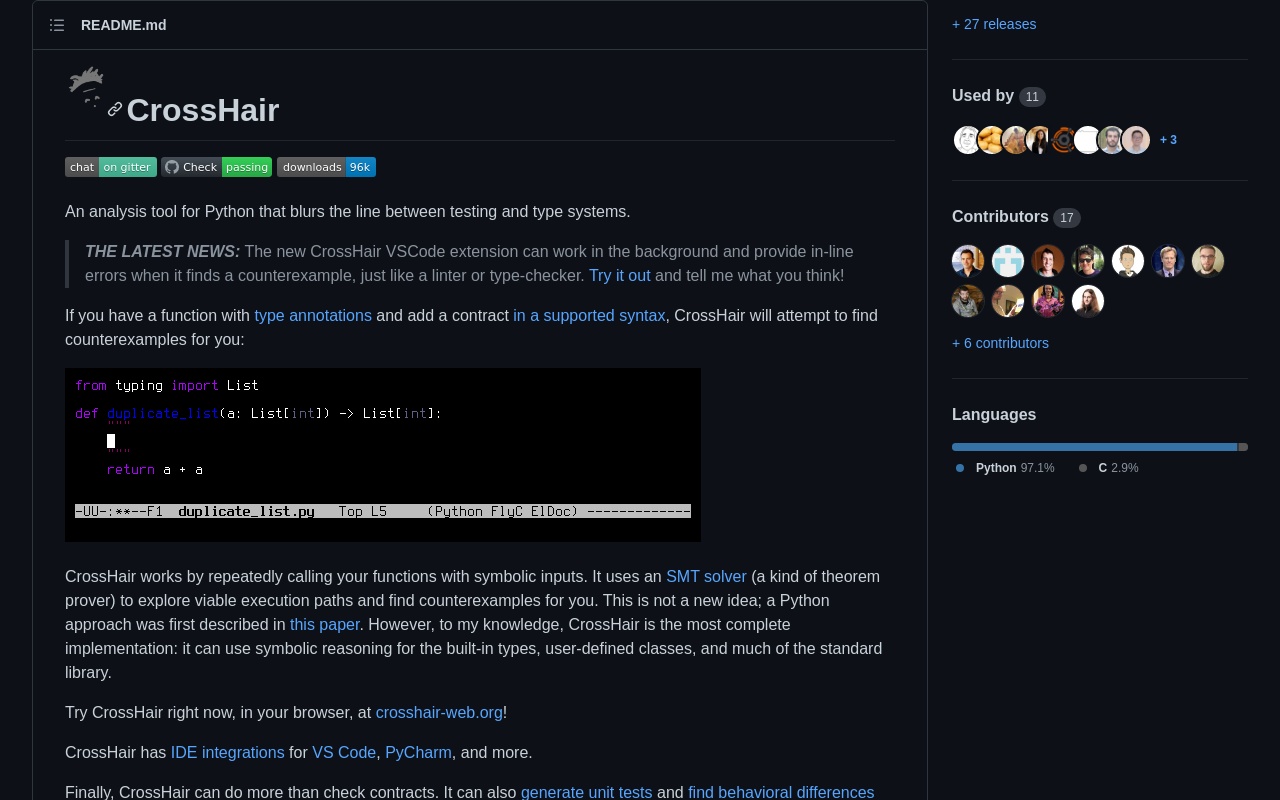 README.md
CrossHair
chat on gitter Check passing downloads 96k
An analysis tool for Python that blurs the line between testing and type systems.
THE LATEST NEWS: The new CrossHair VSCode extension can work in the background and provide in-line
errors when it finds a counterexample, just like a linter or type-checker. Try it out and tell me what you think!
If you have a function with type annotations and add a contract in a supported syntax, CrossHair will attempt to find
counterexamples for you:
from typing import List
def duplicate_list(a: List[int]) -> List[int]:
"""
"""
return a + a
-UU-:**--F1 duplicate_list.py Top L5 (Python FlyC ElDoc) -------------
CrossHair works by repeatedly calling your functions with symbolic inputs. It uses an SMT solver (a kind of theorem
prover) to explore viable execution paths and find counterexamples for you. This is not a new idea; a Python
approach was first described in this paper. However, to my knowledge, CrossHair is the most complete
implementation: it can use symbolic reasoning for the built-in types, user-defined classes, and much of the standard
library.
Try CrossHair right now, in your browser, at crosshair-web.org!
CrossHair has IDE integrations for VS Code, PyCharm, and more.
Finally, CrossHair can do more than check contracts. It can also generate unit tests and find behavioral differences
+ 27 releases
Used by 11
+ 3
Contributors 17
+ 6 contributors
Languages
Python 97.1% C 2.9%